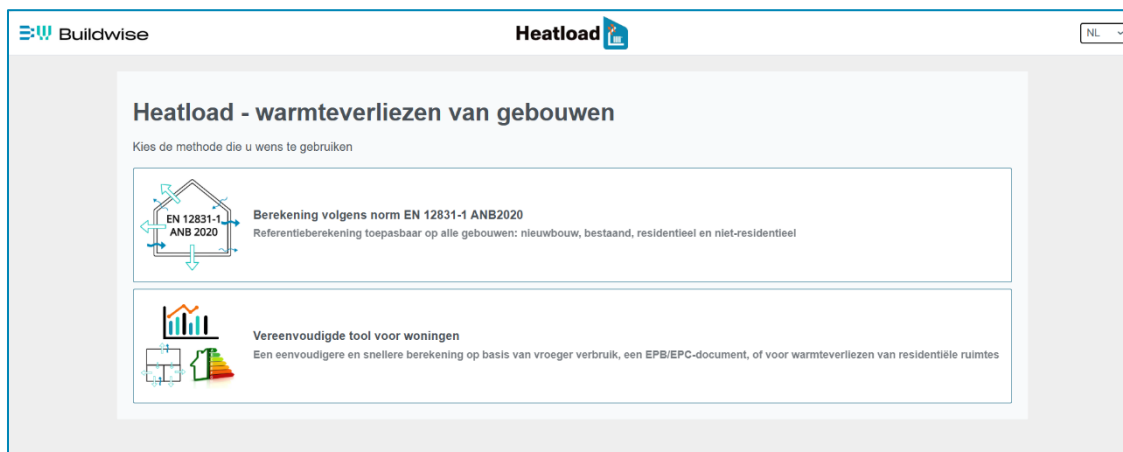 Buildwise
Heatload
NL
Heatload - warmteverliezen van gebouwen
Kies de methode die u wens te gebruiken
EN 12831-1
ANB 2020
Berekening volgens norm EN 12831-1 ANB2020
Referentieberekening toepasbaar op alle gebouwen: nieuwbouw, bestaand, residentieel en niet-residentieel
Vereenvoudigde tool voor woningen
Een eenvoudigere en snellere berekening op basis van vroeger verbruik, een EPB/EPC-document, of voor warmteverliezen van residentiële ruimtes